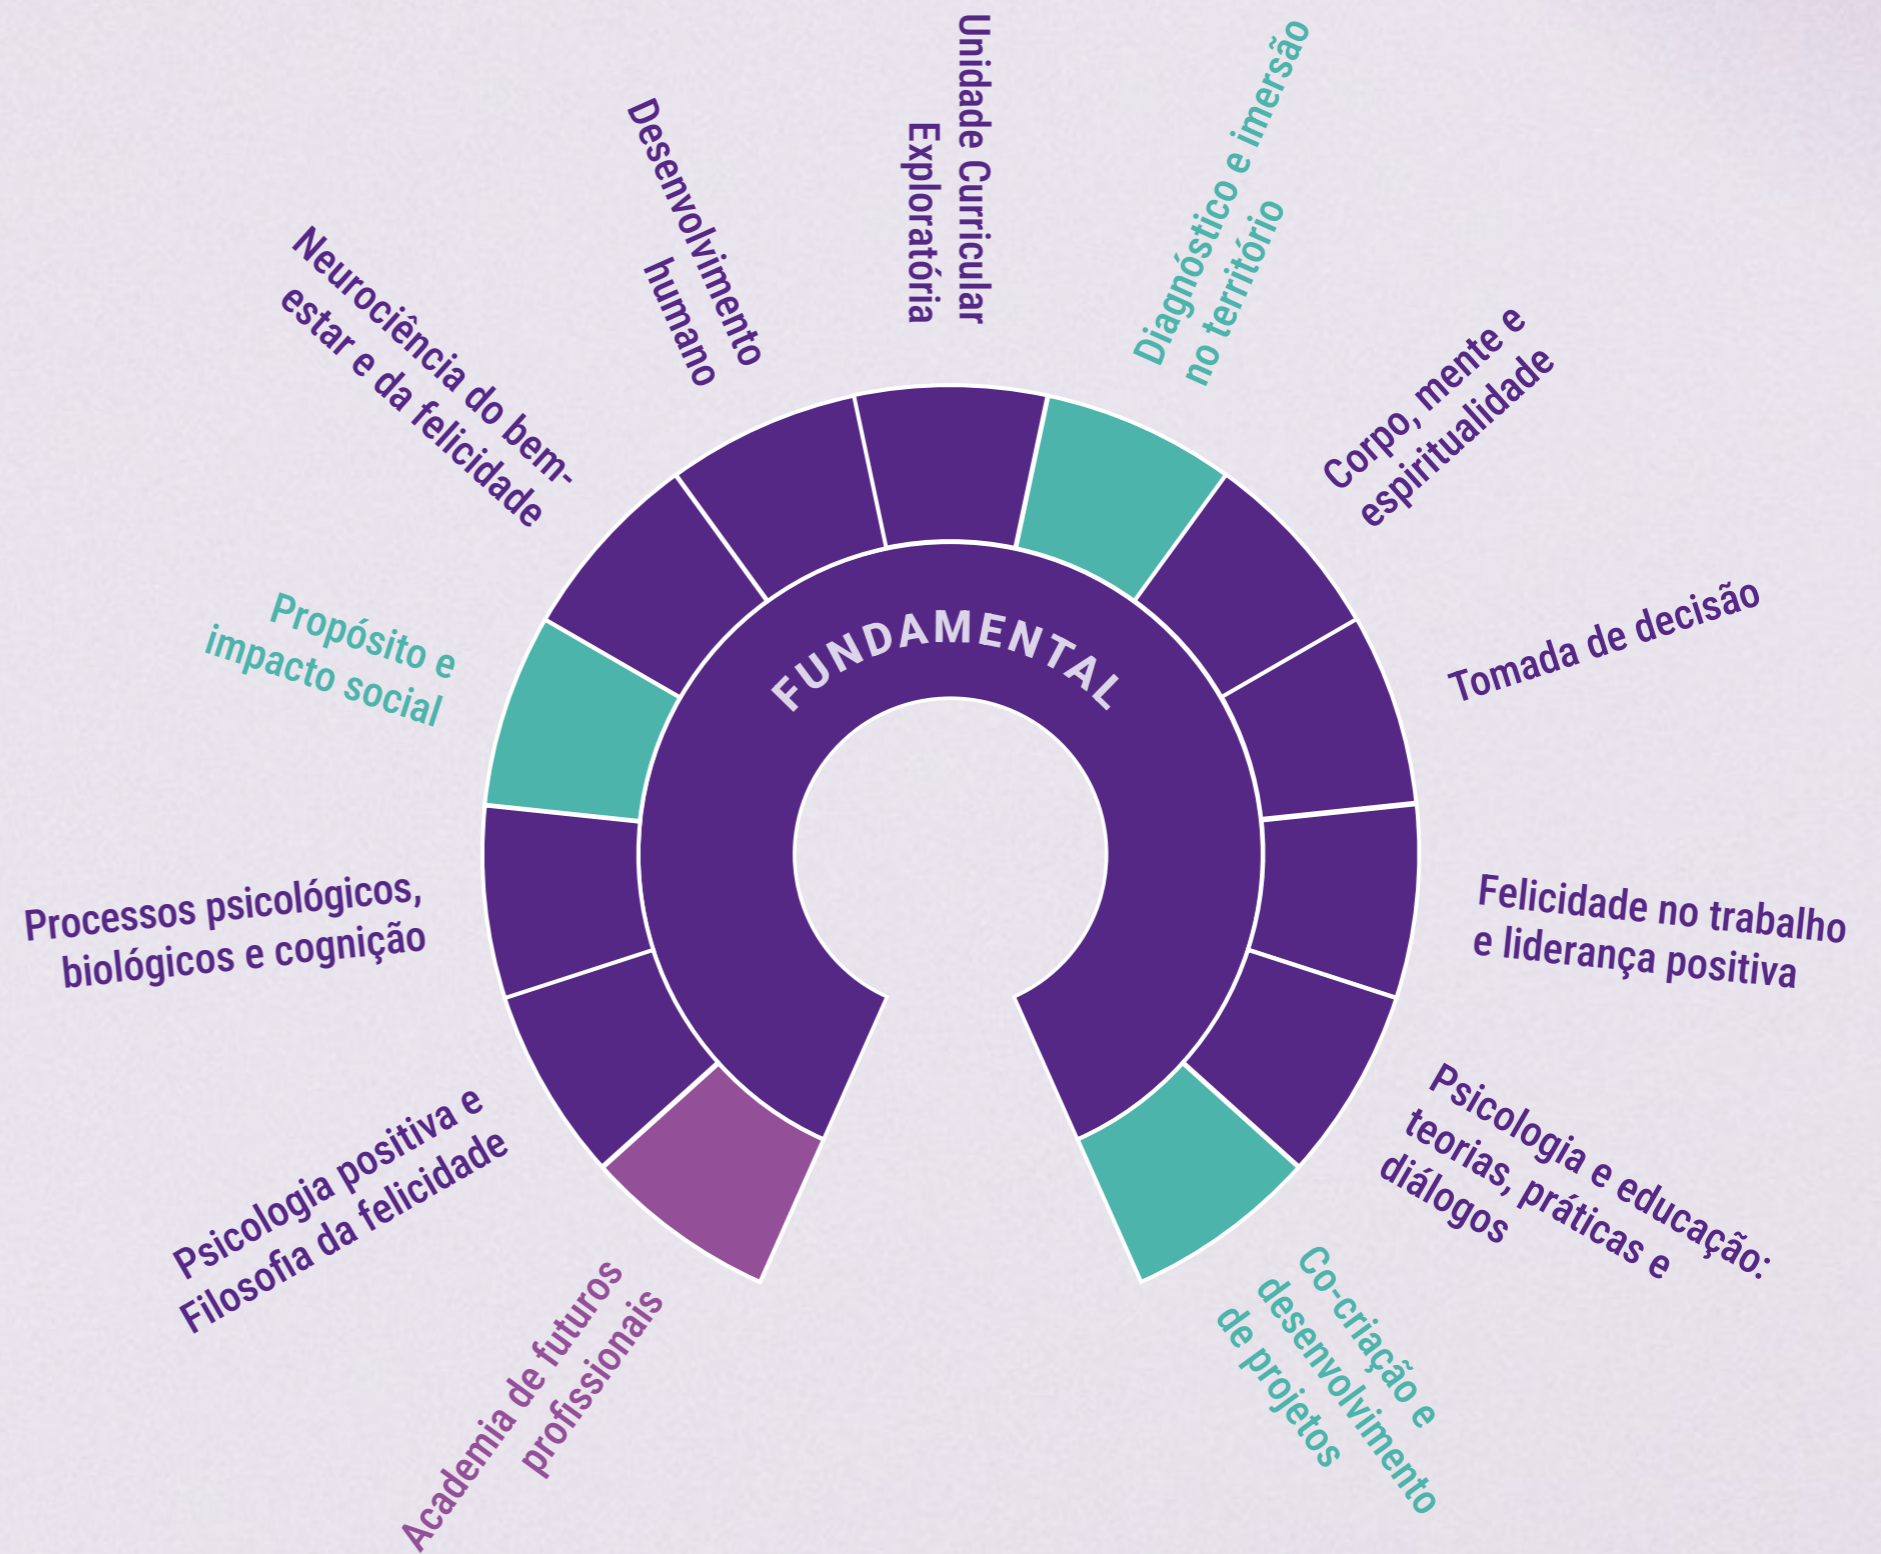 FUNDAMENTAL
Academia de futuros
profissionais
Psicologia positiva e
Filosofia da felicidade
Processos psicológicos,
biológicos e cognição
Propósito e
impacto social
Neurociência do bem-
estar e da felicidade
Desenvolvimento
humano
Unidade Curricular
Exploratória
Diagnóstico e imersão
no território
Corpo, mente e
espiritualidade
Tomada de decisão
Felicidade no trabalho
e liderança positiva
Psicologia e educação:
teorias, práticas e
diálogos
Co-criação e
desenvolvimento
de projetos